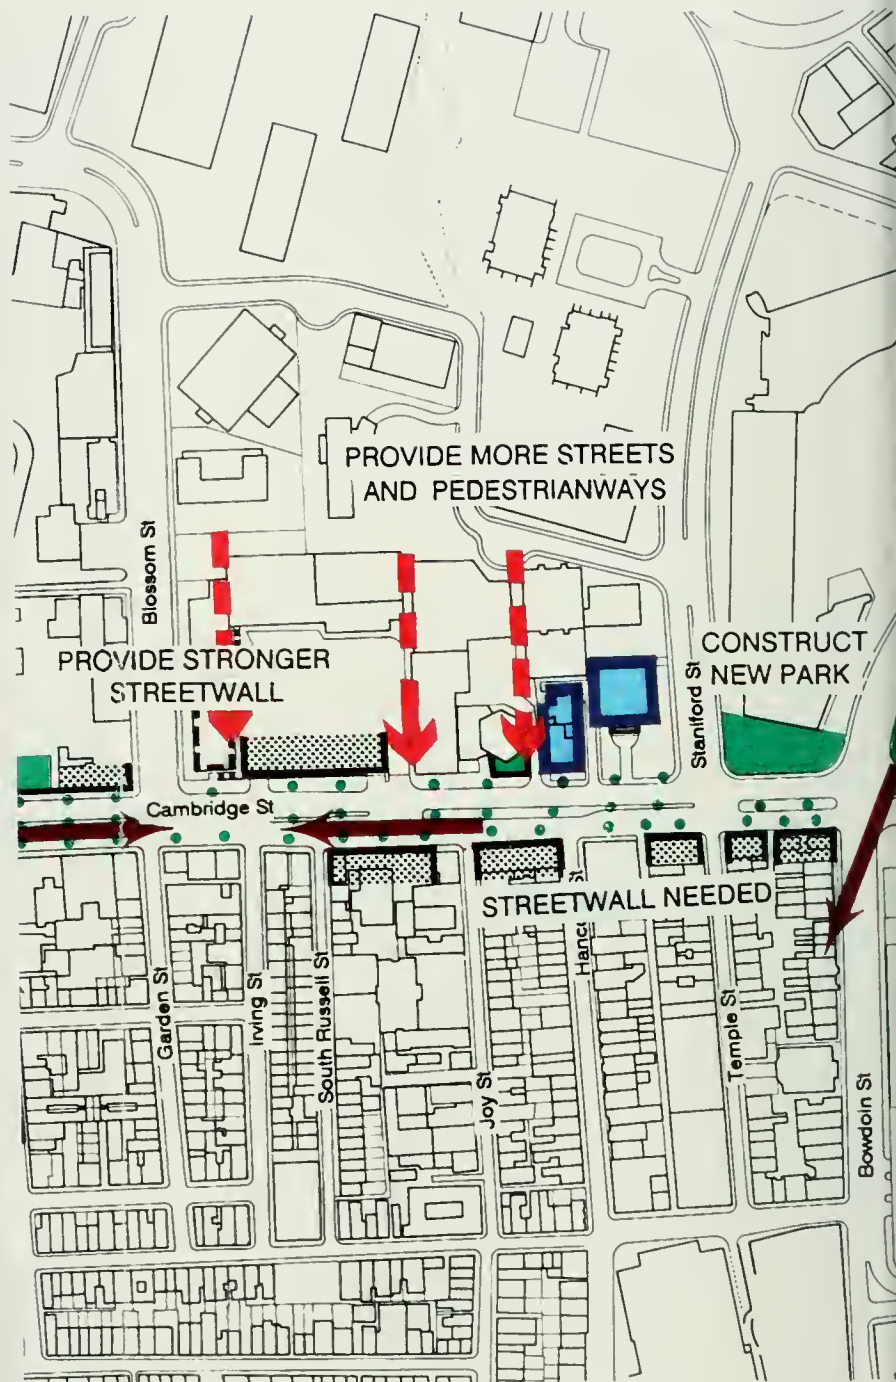 PROVIDE MORE STREETS
AND PEDESTRIANWAYS
Blossom St
PROVIDE STRONGER
STREETWALL
CONSTRUCT
NEW PARK
Staniford St
Cambridge St
STREETWALL NEEDED
Garden St
Irving St
South Russell St
Joy St
Temple St
Bowdoin St